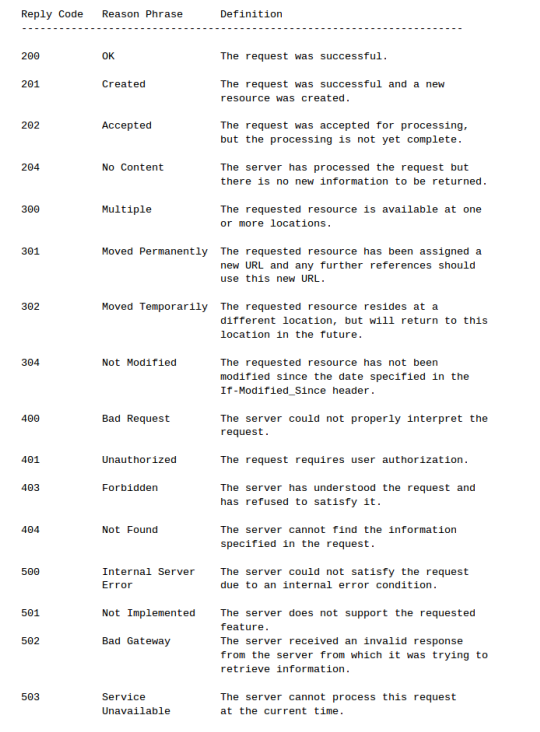 Reply Code   Reason Phrase      Definition
-----------------------------------------------------------------------
200          OK                 The request was successful.
201          Created            The request was successful and a new
                                resource was created.
202          Accepted           The request was accepted for processing,
                                but the processing is not yet complete.
204          No Content         The server has processed the request but
                                there is no new information to be returned.
300          Multiple           The requested resource is available at one
                                or more locations.
301          Moved Permanently  The requested resource has been assigned a
                                new URL and any further references should
                                use this new URL.
302          Moved Temporarily  The requested resource resides at a
                                different location, but will return to this
                                location in the future.
304          Not Modified       The requested resource has not been
                                modified since the date specified in the
                                If-Modified_Since header.
400          Bad Request        The server could not properly interpret the
                                request.
401          Unauthorized       The request requires user authorization.
403          Forbidden          The server has understood the request and
                                has refused to satisfy it.
404          Not Found          The server cannot find the information
                                specified in the request.
500          Internal Server    The server could not satisfy the request
             Error              due to an internal error condition.
501          Not Implemented    The server does not support the requested
                                feature.
502          Bad Gateway        The server received an invalid response
                                from the server from which it was trying to
                                retrieve information.
503          Service            The server cannot process this request
             Unavailable        at the current time.